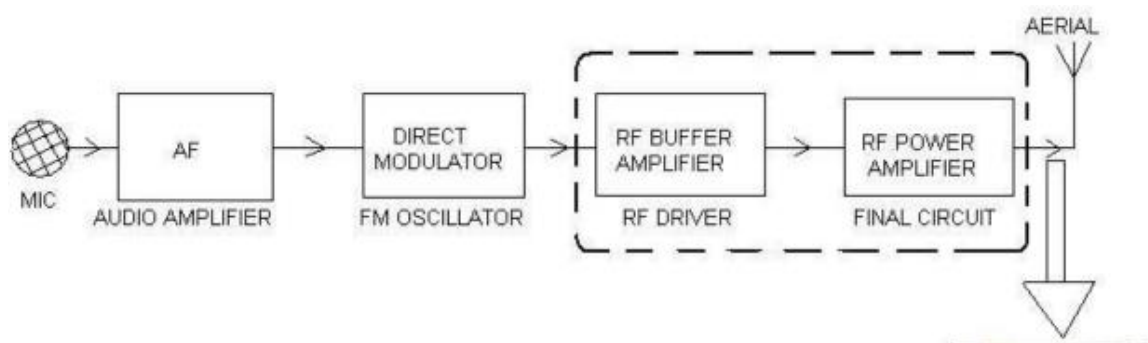 AERIAL
AF
DIRECT
MODULATOR
RF BUFFER
AMPLIFIER
RF POWER
AMPLIFIER
MIC
AUDIO AMPLIFIER
FM OSCILLATOR
RF DRIVER
FINAL CIRCUIT